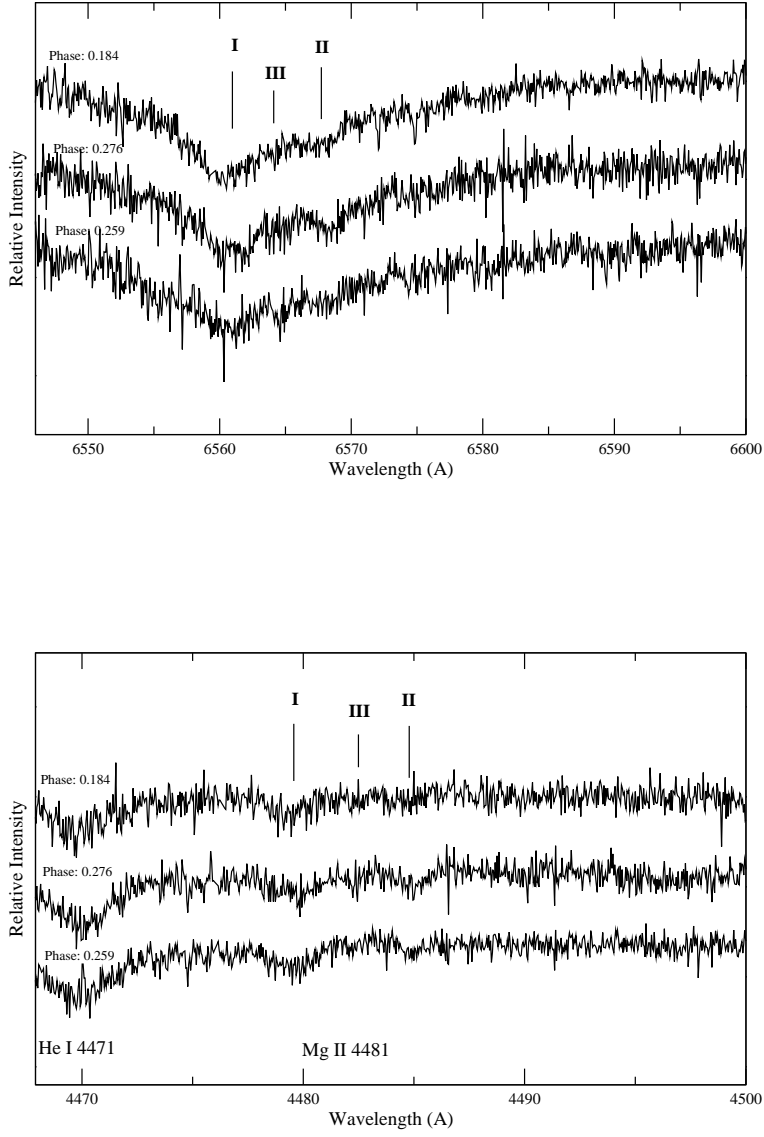 I
II
III
Phase: 0.184
Phase: 0.276
Phase: 0.259
Relative Intensity
6550 6560 6570 6580 6590 6600
Wavelength (A)
I
III
II
Phase: 0.184
Phase: 0.276
Phase: 0.259
Relative Intensity
He I 4471 Mg II 4481
4470 4480 4490 4500
Wavelength (A)